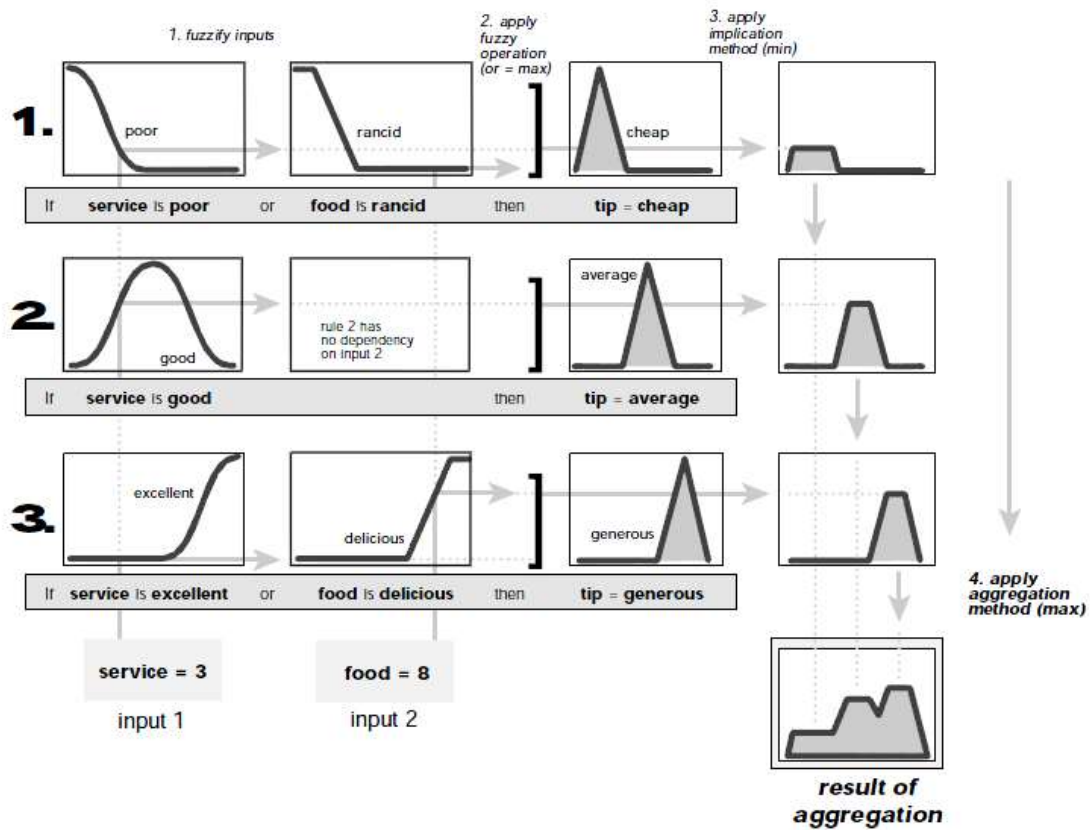 1. fuzzify inputs
2. apply
fuzzy
operation
(or = max)
3. apply
implication
method (min)
1.
poor
rancid
cheap
If service is poor or food is rancid then tip = cheap
2.
good
rule 2 has
no dependency
on input 2
average
If service is good then tip = average
3.
excellent
delicious
generous
If service is excellent or food is delicious then tip = generous
4. apply
aggregation
method (max)
service = 3
food = 8
input 1
input 2
result of
aggregation